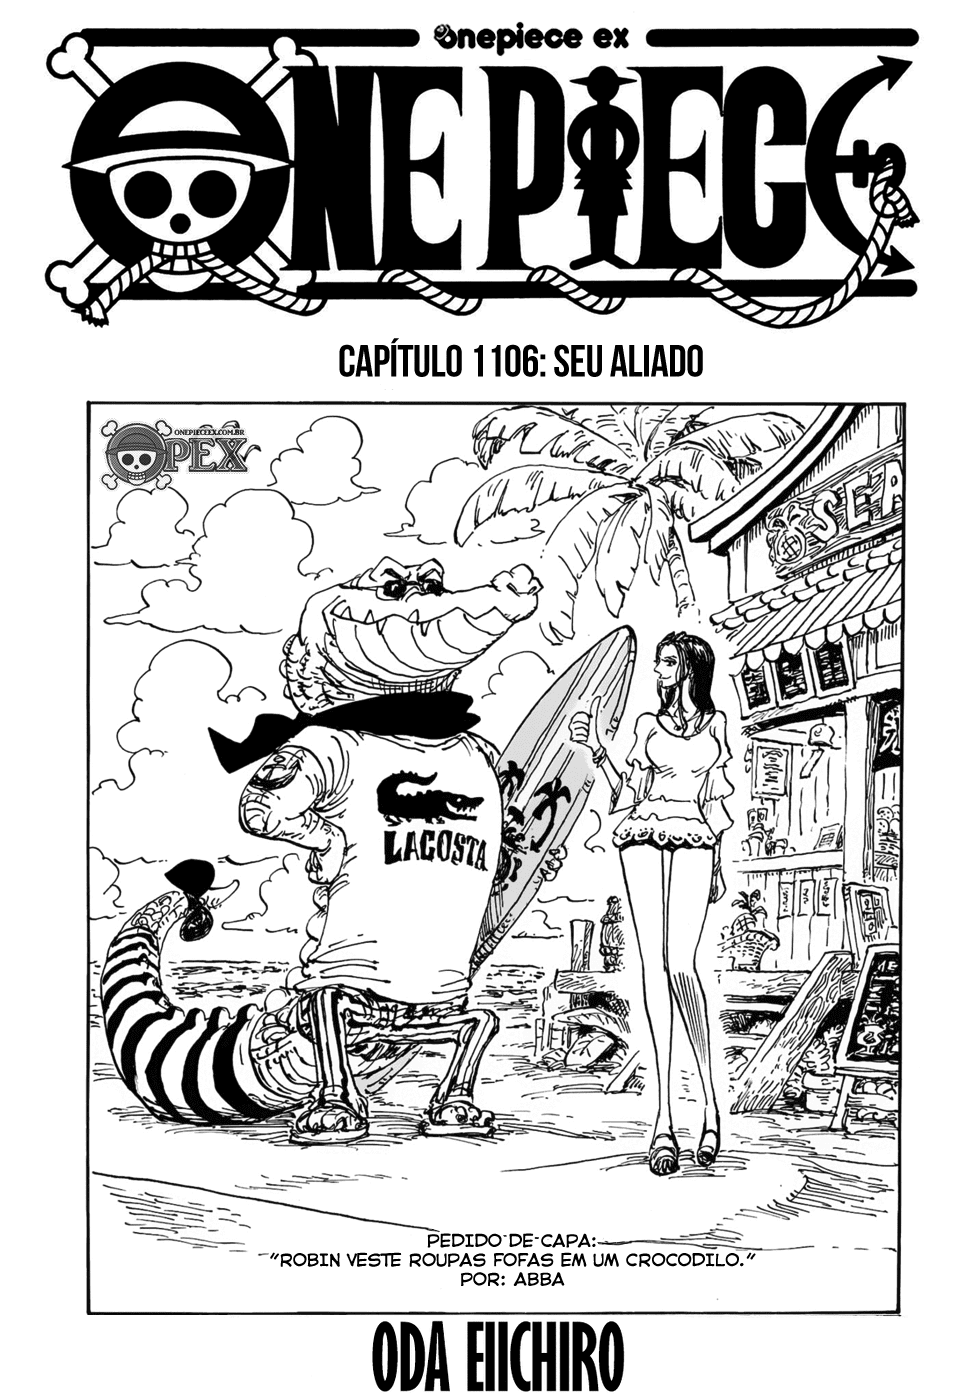 onepiece ex
ONE PIECE
CAPÍTULO 1106: SEU ALIADO
ONEPIECEEX.COM.BR
OPEX
SEA
LACOSTA
PEDIDO DE CAPA:
"ROBIN VESTE ROUPAS FOFAS EM UM CROCODILO."
POR: ABBA
ODA EIICHIRO